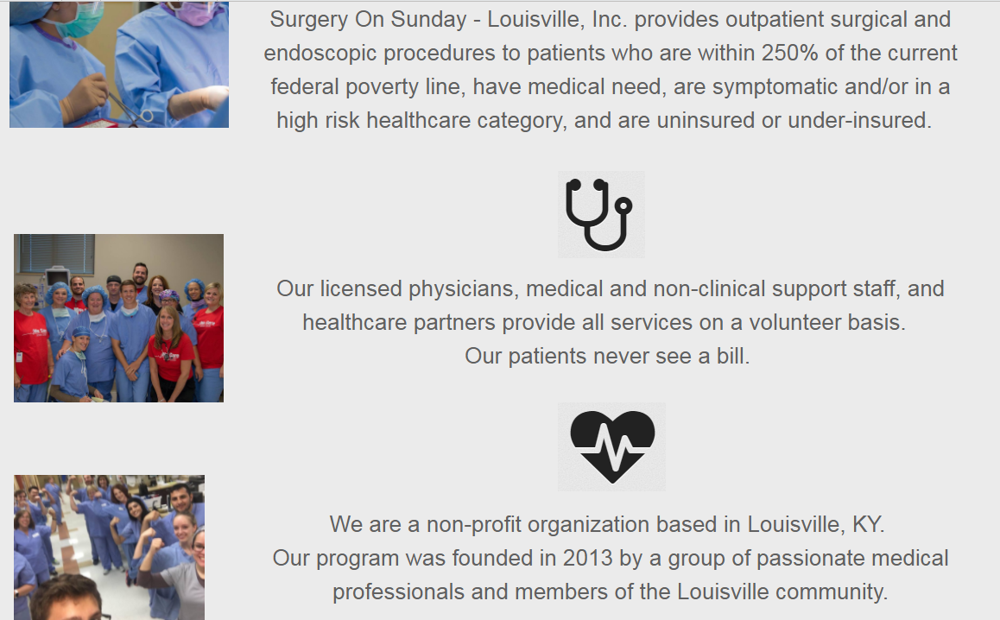 Surgery On Sunday - Louisville, Inc. provides outpatient surgical and
endoscopic procedures to patients who are within 250% of the current
federal poverty line, have medical need, are symptomatic and/or in a
high risk healthcare category, and are uninsured or under-insured.
Our licensed physicians, medical and non-clinical support staff, and
healthcare partners provide all services on a volunteer basis.
Our patients never see a bill.
We are a non-profit organization based in Louisville, KY.
Our program was founded in 2013 by a group of passionate medical
professionals and members of the Louisville community.